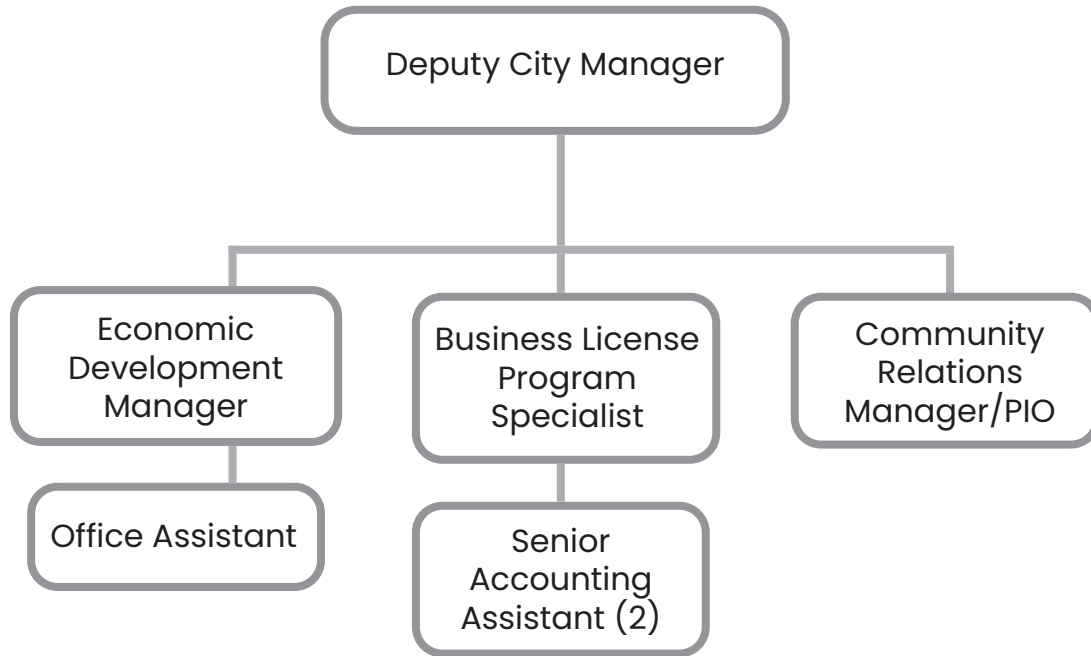 Deputy City Manager
Economic
Development
Manager
Business License
Program
Specialist
Community
Relations
Manager/PIO
Office Assistant
Senior
Accounting
Assistant (2)